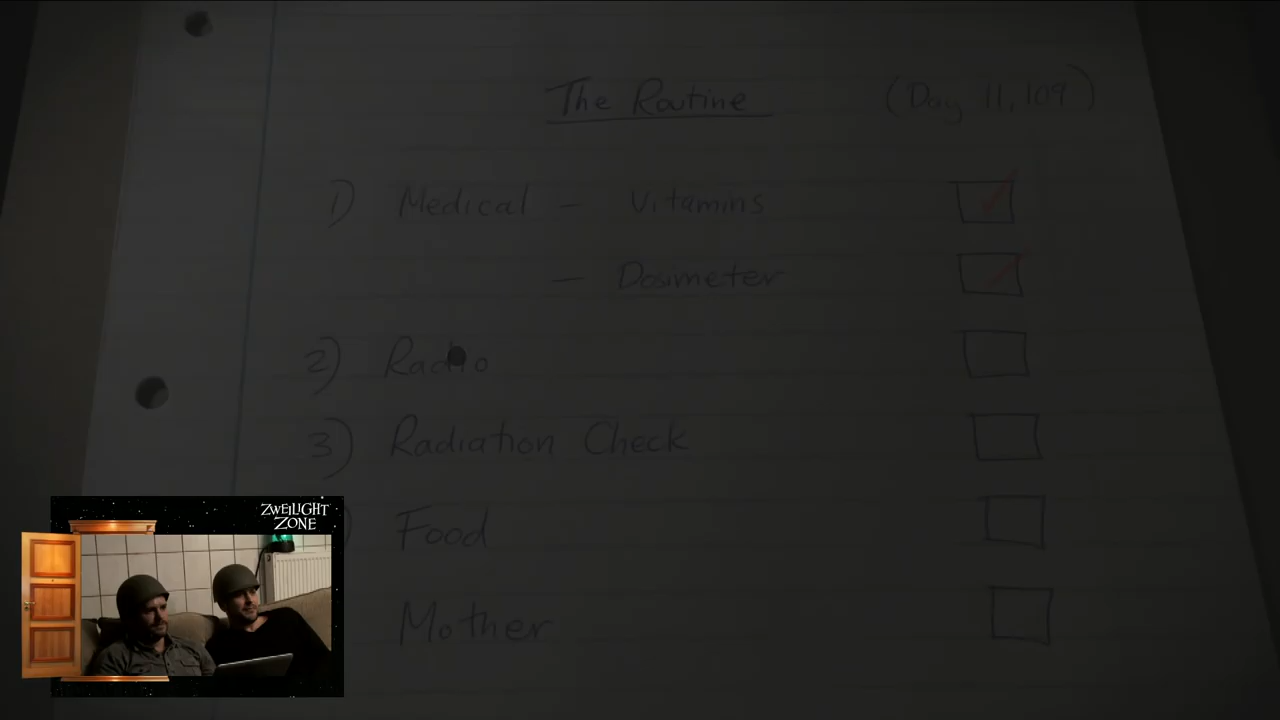 The Routine (Day 11,109)
1) Medical - Vitamins
- Dosimeter
2) Radio
3) Radiation Check
) Food
Mother
ZWEILIGHT
ZONE